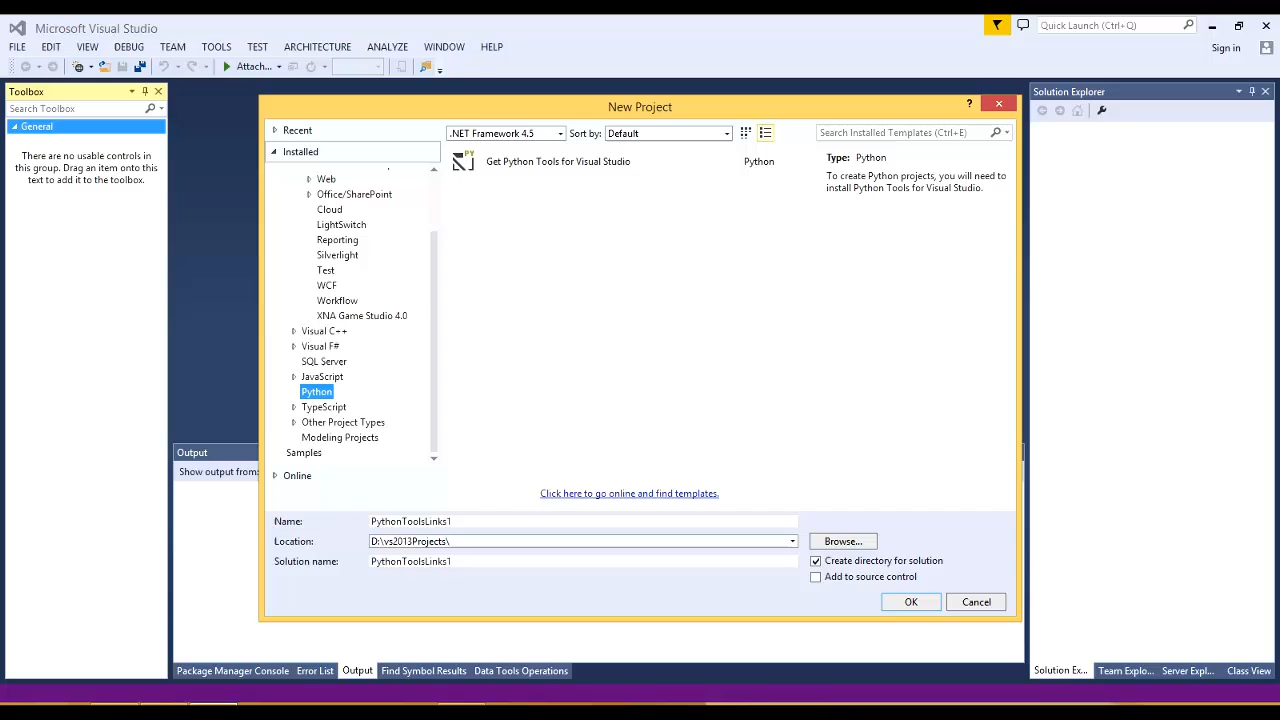 Microsoft Visual Studio
Quick Launch (Ctrl+Q)
FILE EDIT VIEW DEBUG TEAM TOOLS TEST ARCHITECTURE ANALYZE WINDOW HELP
Sign in
Attach...
Toolbox
Search Toolbox
General
There are no usable controls in
this group. Drag an item onto this
text to add it to the toolbox.
New Project
?
Recent
Installed
Web
Office/SharePoint
Cloud
LightSwitch
Reporting
Silverlight
Test
WCF
Workflow
XNA Game Studio 4.0
Visual C++
Visual F#
SQL Server
JavaScript
Python
TypeScript
Other Project Types
Modeling Projects
Samples
Online
.NET Framework 4.5 Sort by: Default
Search Installed Templates (Ctrl+E)
PY
Get Python Tools for Visual Studio Python
Type: Python
To create Python projects, you will need to
install Python Tools for Visual Studio.
Click here to go online and find templates.
Name: PythonToolsLinks1
Location: D:\vs2013Projects\
Browse...
Solution name: PythonToolsLinks1
Create directory for solution
Add to source control
OK Cancel
Output
Show output from:
Package Manager Console Error List Output Find Symbol Results Data Tools Operations
Solution Explorer
Solution Ex... Team Explo... Server Expl... Class View